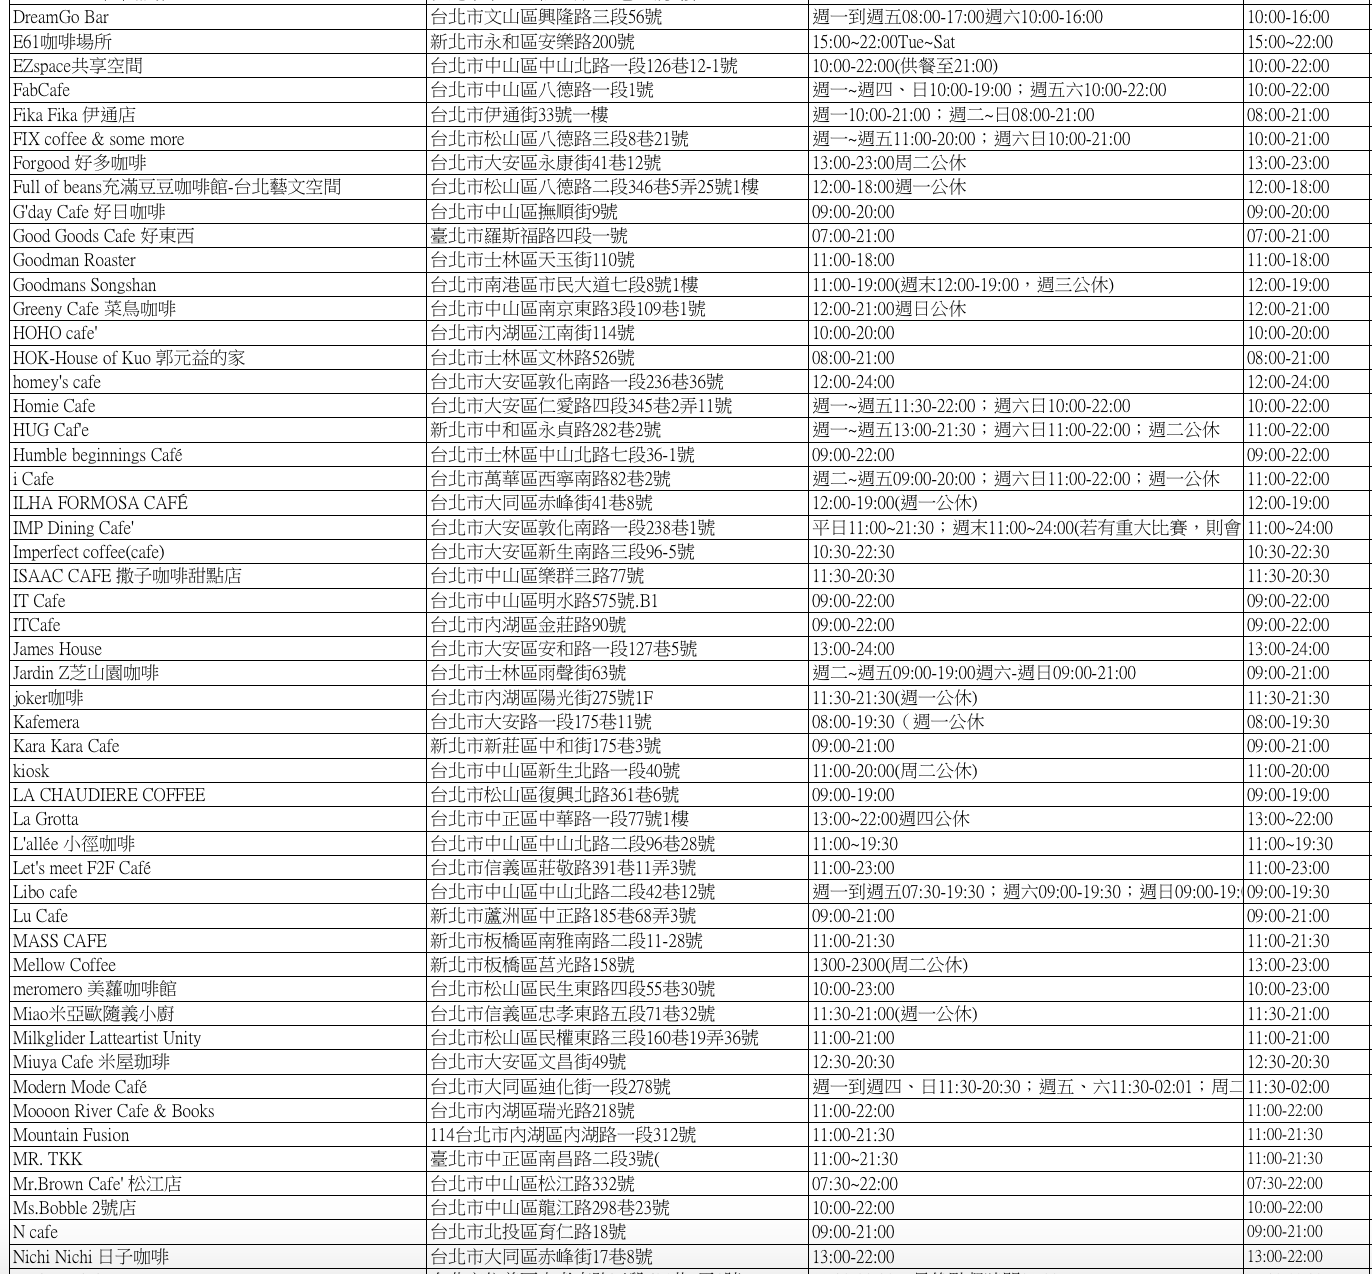 DreamGo Bar 台北市文山區興隆路三段56號 週一到週五08:00-17:00週六10:00-16:00 10:00-16:00
E61咖啡場所 新北市永和區安樂路200號 15:00~22:00Tue~Sat 15:00~22:00
EZspace共享空間 台北市中山區中山北路一段126巷12-1號 10:00-22:00(供餐至21:00) 10:00-22:00
FabCafe 台北市中山區八德路一段1號 週一~週四、日10:00-19:00；週五六10:00-22:00 10:00-22:00
Fika Fika 伊通店 台北市伊通街33號一樓 週一10:00-21:00；週二~日08:00-21:00 08:00-21:00
FIX coffee & some more 台北市松山區八德路三段8巷21號 週一~週五11:00-20:00；週六日10:00-21:00 10:00-21:00
Forgood 好多咖啡 台北市大安區永康街41巷12號 13:00-23:00周二公休 13:00-23:00
Full of beans充滿豆豆咖啡館-台北藝文空間 台北市松山區八德路二段346巷5弄25號1樓 12:00-18:00週一公休 12:00-18:00
G'day Cafe 好日咖啡 台北市中山區撫順街9號 09:00-20:00 09:00-20:00
Good Goods Cafe 好東西 臺北市羅斯福路四段一號 07:00-21:00 07:00-21:00
Goodman Roaster 台北市士林區天玉街110號 11:00-18:00 11:00-18:00
Goodmans Songshan 台北市南港區市民大道七段8號1樓 11:00-19:00(週末12:00-19:00，週三公休) 12:00-19:00
Greeny Cafe 菜鳥咖啡 台北市中山區南京東路3段109巷1號 12:00-21:00週日公休 12:00-21:00
HOHO cafe' 台北市內湖區江南街114號 10:00-20:00 10:00-20:00
HOK-House of Kuo 郭元益的家 台北市士林區文林路526號 08:00-21:00 08:00-21:00
homey's cafe 台北市大安區敦化南路一段236巷36號 12:00-24:00 12:00-24:00
Homie Cafe 台北市大安區仁愛路四段345巷2弄11號 週一~週五11:30-22:00；週六日10:00-22:00 10:00-22:00
HUG Caf'e 新北市中和區永貞路282巷2號 週一~週五13:00-21:30；週六日11:00-22:00；週二公休 11:00-22:00
Humble beginnings Café 台北市士林區中山北路七段36-1號 09:00-22:00 09:00-22:00
i Cafe 台北市萬華區西寧南路82巷2號 週二~週五09:00-20:00；週六日11:00-22:00；週一公休 11:00-22:00
ILHA FORMOSA CAFÉ 台北市大同區赤峰街41巷8號 12:00-19:00(週一公休) 12:00-19:00
IMP Dining Cafe' 台北市大安區敦化南路一段238巷1號 平日11:00~21:30；週末11:00~24:00(若有重大比賽，則會 11:00~24:00
Imperfect coffee(cafe) 台北市大安區新生南路三段96-5號 10:30-22:30 10:30-22:30
ISAAC CAFE 撒子咖啡甜點店 台北市中山區樂群三路77號 11:30-20:30 11:30-20:30
IT Cafe 台北市中山區明水路575號.B1 09:00-22:00 09:00-22:00
ITCafe 台北市內湖區金莊路90號 09:00-22:00 09:00-22:00
James House 台北市大安區安和路一段127巷5號 13:00-24:00 13:00-24:00
Jardin Z芝山園咖啡 台北市士林區雨聲街63號 週二~週五09:00-19:00週六-週日09:00-21:00 09:00-21:00
joker咖啡 台北市內湖區陽光街275號1F 11:30-21:30(週一公休) 11:30-21:30
Kafemera 台北市大安路一段175巷11號 08:00-19:30（週一公休 08:00-19:30
Kara Kara Cafe 新北市新莊區中和街175巷3號 09:00-21:00 09:00-21:00
kiosk 台北市中山區新生北路一段40號 11:00-20:00(周二公休) 11:00-20:00
LA CHAUDIERE COFFEE 台北市松山區復興北路361巷6號 09:00-19:00 09:00-19:00
La Grotta 台北市中正區中華路一段77號1樓 13:00~22:00週四公休 13:00~22:00
L'allée 小徑咖啡 台北市中山區中山北路二段96巷28號 11:00~19:30 11:00~19:30
Let's meet F2F Café 台北市信義區莊敬路391巷11弄3號 11:00-23:00 11:00-23:00
Libo cafe 台北市中山區中山北路二段42巷12號 週一到週五07:30-19:30；週六09:00-19:30；週日09:00-19:( 09:00-19:30
Lu Cafe 新北市蘆洲區中正路185巷68弄3號 09:00-21:00 09:00-21:00
MASS CAFE 新北市板橋區南雅南路二段11-28號 11:00-21:30 11:00-21:30
Mellow Coffee 新北市板橋區莒光路158號 1300-2300(周二公休) 13:00-23:00
meromero 美蘿咖啡館 台北市松山區民生東路四段55巷30號 10:00-23:00 10:00-23:00
Miao米亞歐隨義小廚 台北市信義區忠孝東路五段71巷32號 11:30-21:00(週一公休) 11:30-21:00
Milkglider Latteartist Unity 台北市松山區民權東路三段160巷19弄36號 11:00-21:00 11:00-21:00
Miuya Cafe 米屋珈琲 台北市大安區文昌街49號 12:30-20:30 12:30-20:30
Modern Mode Café 台北市大同區迪化街一段278號 週一到週四、日11:30-20:30；週五、六11:30-02:01；周二 11:30-02:00
Moooon River Cafe & Books 台北市內湖區瑞光路218號 11:00-22:00 11:00-22:00
Mountain Fusion 114台北市內湖區內湖路一段312號 11:00-21:30 11:00-21:30
MR. TKK 臺北市中正區南昌路二段3號( 11:00~21:30 11:00-21:30
Mr.Brown Cafe' 松江店 台北市中山區松江路332號 07:30~22:00 07:30-22:00
Ms.Bobble 2號店 台北市中山區龍江路298巷23號 10:00-22:00 10:00-22:00
N cafe 台北市北投區育仁路18號 09:00-21:00 09:00-21:00
Nichi Nichi 日子咖啡 台北市大同區赤峰街17巷8號 13:00-22:00 13:00-22:00